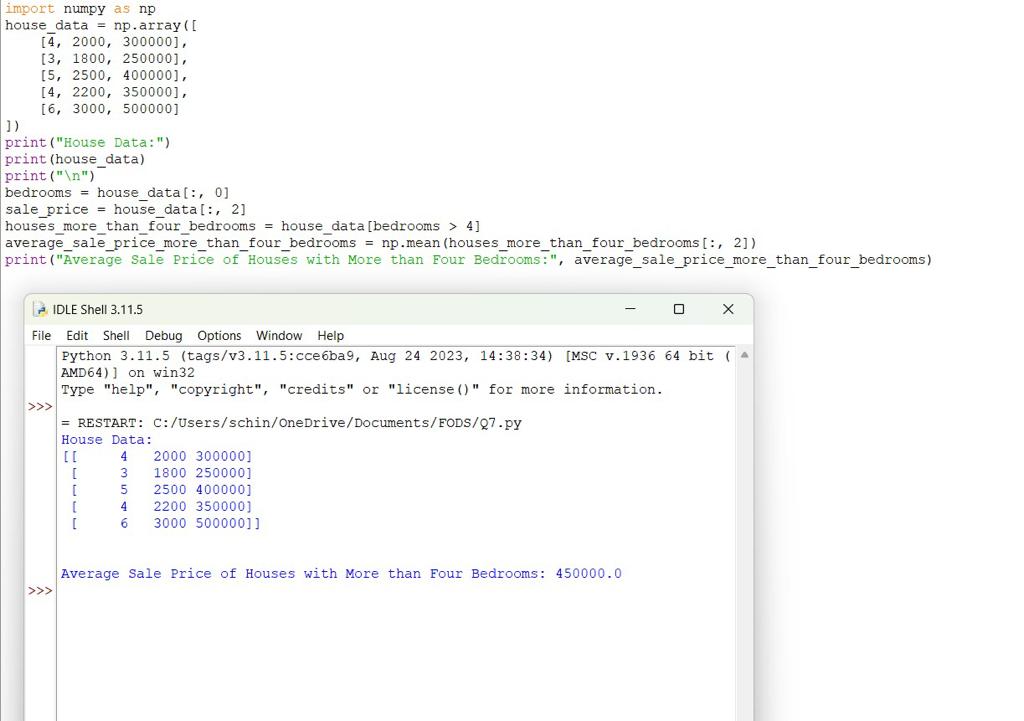 import numpy as np
house_data = np.array([
    [4, 2000, 300000],
    [3, 1800, 250000],
    [5, 2500, 400000],
    [4, 2200, 350000],
    [6, 3000, 500000]
])
print("House Data:")
print(house_data)
print("\n")
bedrooms = house_data[:, 0]
sale_price = house_data[:, 2]
houses_more_than_four_bedrooms = house_data[bedrooms > 4]
average_sale_price_more_than_four_bedrooms = np.mean(houses_more_than_four_bedrooms[:, 2])
print("Average Sale Price of Houses with More than Four Bedrooms:", average_sale_price_more_than_four_bedrooms)
IDLE Shell 3.11.5
File Edit Shell Debug Options Window Help
Python 3.11.5 (tags/v3.11.5:cce6ba9, Aug 24 2023, 14:38:34) [MSC v.1936 64 bit (
AMD64)] on win32
Type "help", "copyright", "credits" or "license()" for more information.
>>>
= RESTART: C:/Users/schin/OneDrive/Documents/FODS/Q7.py
House Data:
[[     4   2000 300000]
 [     3   1800 250000]
 [     5   2500 400000]
 [     4   2200 350000]
 [     6   3000 500000]]
Average Sale Price of Houses with More than Four Bedrooms: 450000.0
>>>